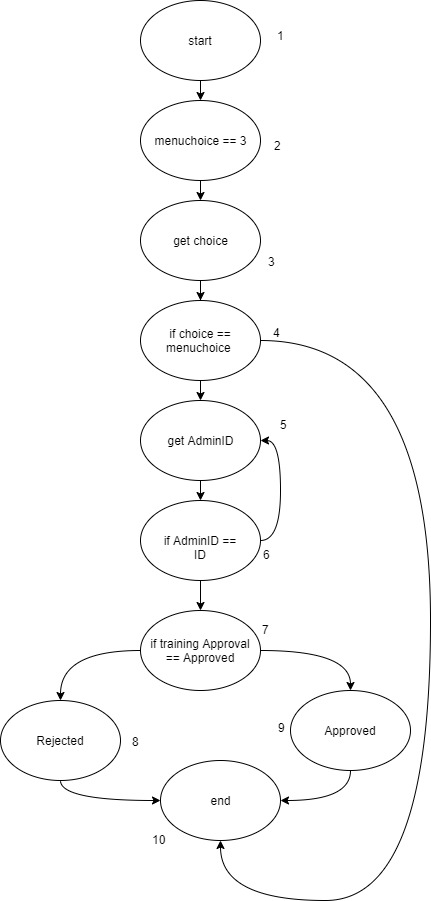 start
1
menuchoice == 3
2
get choice
3
if choice ==
menuchoice
4
get AdminID
5
if AdminID ==
ID
6
if training Approval
== Approved
7
Rejected
8
9
Approved
end
10